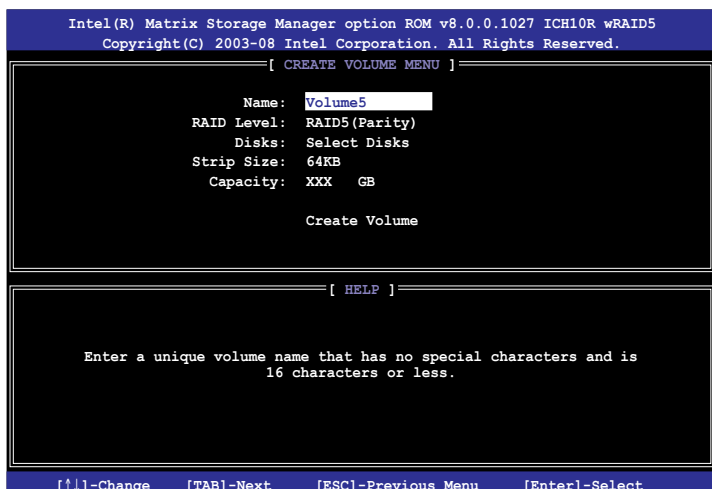 Intel(R) Matrix Storage Manager option ROM v8.0.0.1027 ICH10R wRAID5
Copyright(C) 2003-08 Intel Corporation. All Rights Reserved.
[ CREATE VOLUME MENU ]
Name: Volume5
RAID Level: RAID5(Parity)
Disks: Select Disks
Strip Size: 64KB
Capacity: XXX GB
Create Volume
[ HELP ]
Enter a unique volume name that has no special characters and is
16 characters or less.
[↑↓]-Change [TAB]-Next [ESC]-Previous Menu [Enter]-Select